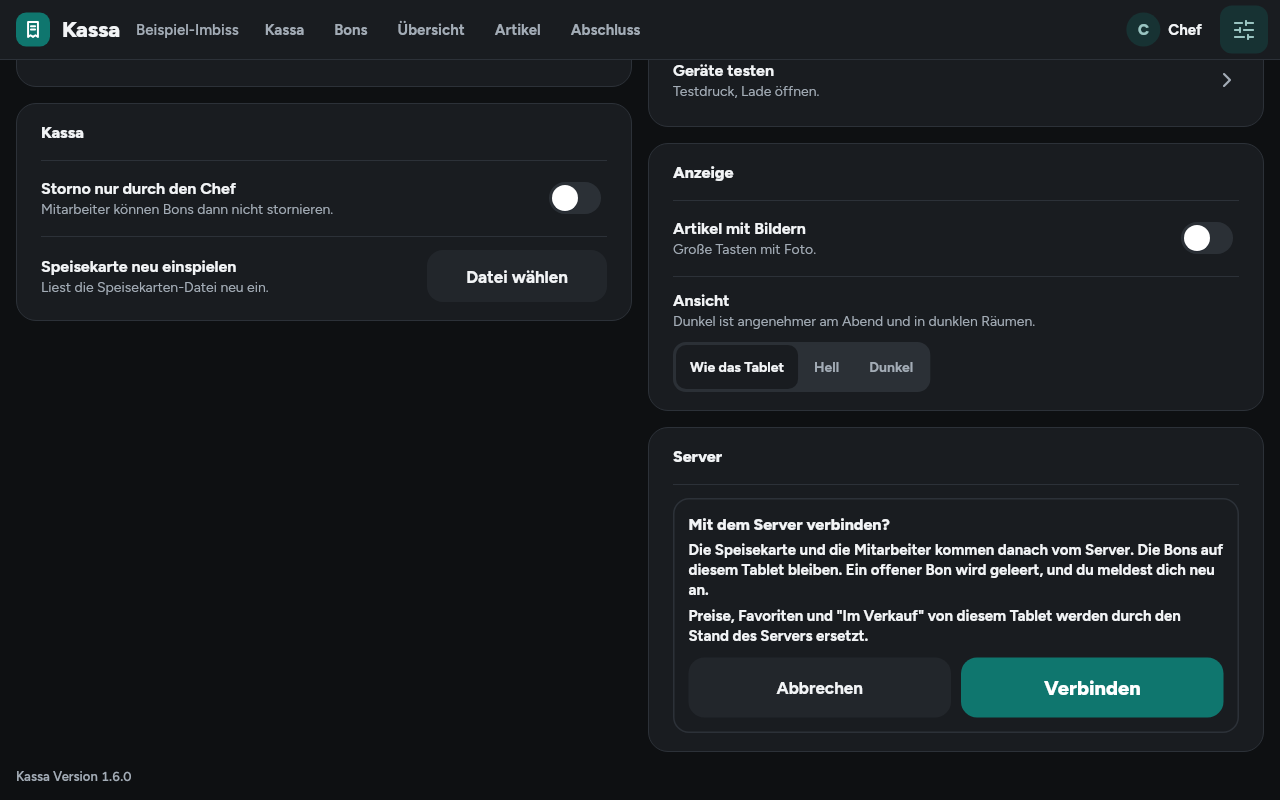 Kassa Beispiel-Imbiss Kassa Bons Übersicht Artikel Abschluss C Chef
Kassa
Storno nur durch den Chef
Mitarbeiter können Bons dann nicht stornieren.
Speisekarte neu einspielen
Liest die Speisekarten-Datei neu ein.
Datei wählen
Geräte testen
Testdruck, Lade öffnen.
Anzeige
Artikel mit Bildern
Große Tasten mit Foto.
Ansicht
Dunkel ist angenehmer am Abend und in dunklen Räumen.
Wie das Tablet Hell Dunkel
Server
Mit dem Server verbinden?
Die Speisekarte und die Mitarbeiter kommen danach vom Server. Die Bons auf
diesem Tablet bleiben. Ein offener Bon wird geleert, und du meldest dich neu
an.
Preise, Favoriten und "Im Verkauf" von diesem Tablet werden durch den
Stand des Servers ersetzt.
Abbrechen Verbinden
Kassa Version 1.6.0